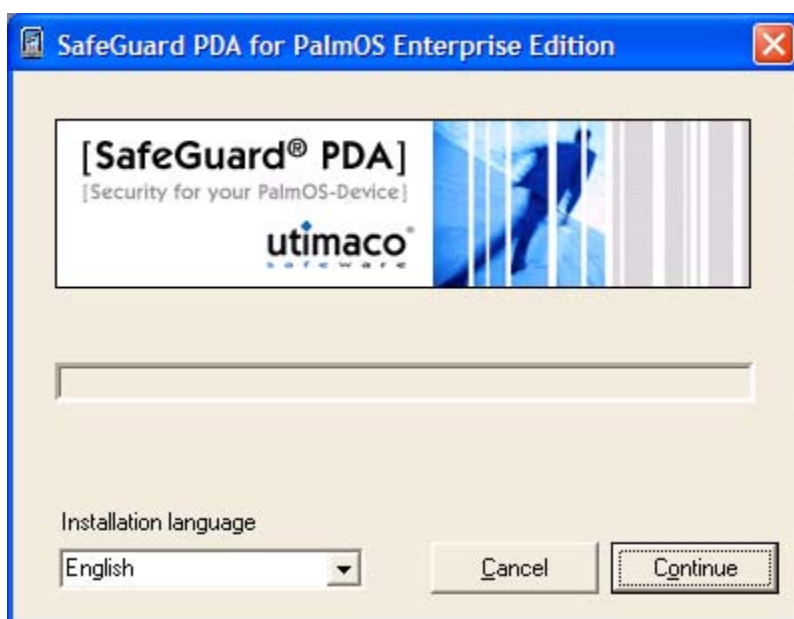 SafeGuard PDA for PalmOS Enterprise Edition
[SafeGuard® PDA]
[Security for your PalmOS-Device]
utimaco®
safeware
Installation language
English
Cancel
Continue